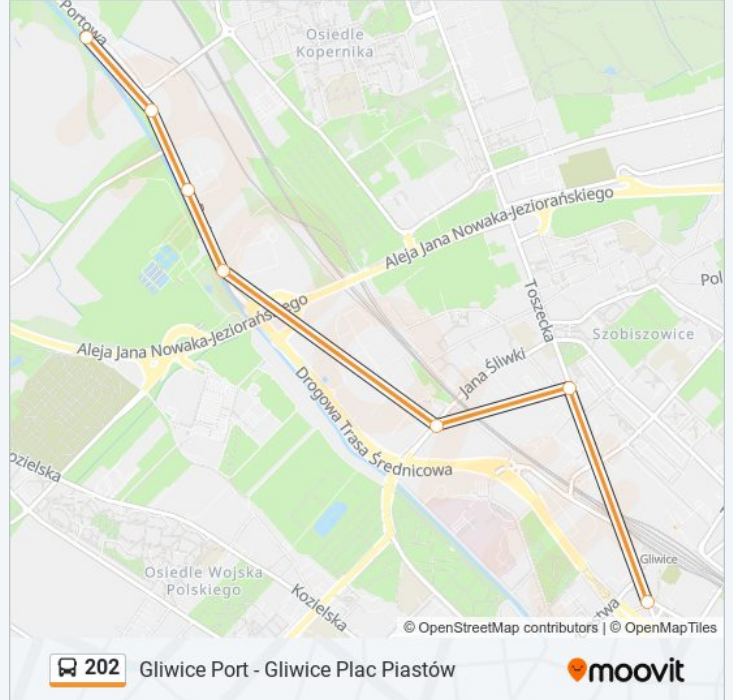 Portowa
Osiedle
Kopernika
Aleja Jana Nowaka-Jeziorańskiego
Toszecka
Pol
Aleja Jana Nowaka-Jeziorańskiego
Szobiszowice
Jana Śliwki
Drogowa Trasa Średnicowa
ozielska
Gliwice
Osiedle Wojska
Polskiego
Kozielska
© OpenStreetMap contributors | © OpenMapTiles
202 Gliwice Port - Gliwice Plac Piastów
moovit